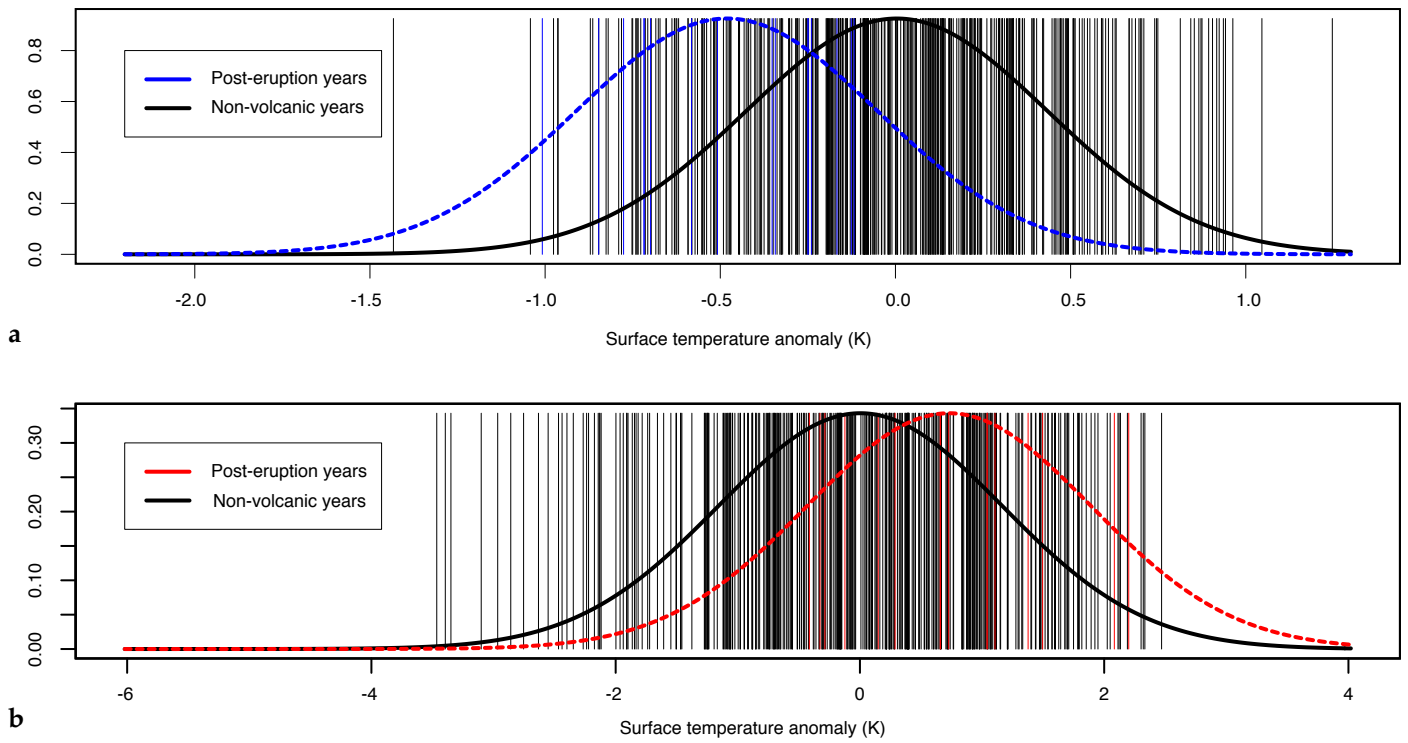 0.0 0.2 0.4 0.6 0.8
Post-eruption years
Non-volcanic years
-2.0 -1.5 -1.0 -0.5 0.0 0.5 1.0
Surface temperature anomaly (K)
a
0.00 0.10 0.20 0.30
Post-eruption years
Non-volcanic years
-6 -4 -2 0 2 4
Surface temperature anomaly (K)
b